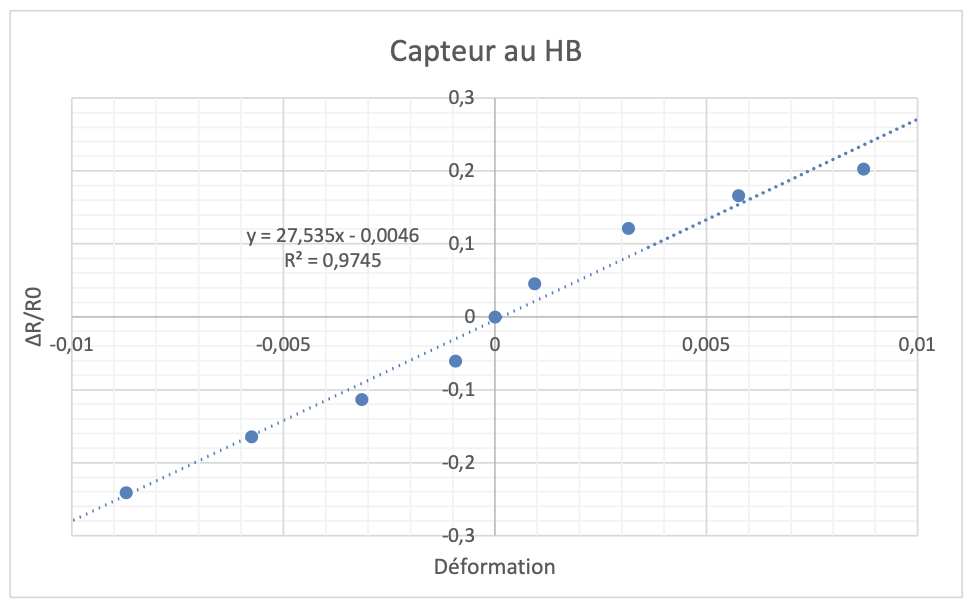 Capteur au HB
0,3
0,2
y = 27,535x - 0,0046
R² = 0,9745
0,1
0
ΔR/R0
-0,01
-0,005
0
0,005
0,01
-0,1
-0,2
-0,3
Déformation